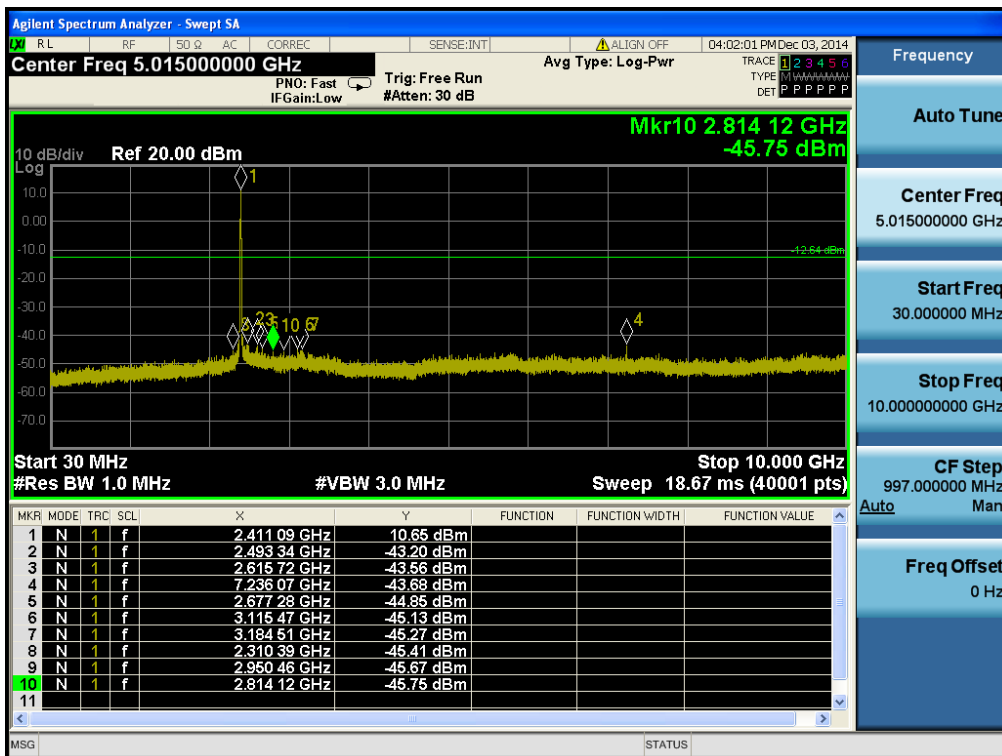 Agilent Spectrum Analyzer - Swept SA
LXI RL RF 50 Ω AC CORREC SENSE:INT ALIGN OFF 04:02:01 PM Dec 03, 2014
Center Freq 5.015000000 GHz
PNO: Fast
IFGain:Low
Trig: Free Run
#Atten: 30 dB
Avg Type: Log-Pwr
TRACE 1 2 3 4 5 6
TYPE M WWWWW
DET P P P P P P
Mkr10 2.814 12 GHz
-45.75 dBm
10 dB/div Ref 20.00 dBm
Log
10.0
0.00
-10.0
-20.0
-30.0
-40.0
-50.0
-60.0
-70.0
-12.64 dBm
1
2
3
5
10
6
7
4
Start 30 MHz
Stop 10.000 GHz
#Res BW 1.0 MHz #VBW 3.0 MHz Sweep 18.67 ms (40001 pts)
MKR MODE TRC SCL X Y FUNCTION FUNCTION WIDTH FUNCTION VALUE
1 N 1 f 2.411 09 GHz 10.65 dBm
2 N 1 f 2.493 34 GHz -43.20 dBm
3 N 1 f 2.615 72 GHz -43.56 dBm
4 N 1 f 7.236 07 GHz -43.68 dBm
5 N 1 f 2.677 28 GHz -44.85 dBm
6 N 1 f 3.115 47 GHz -45.13 dBm
7 N 1 f 3.184 51 GHz -45.27 dBm
8 N 1 f 2.310 39 GHz -45.41 dBm
9 N 1 f 2.950 46 GHz -45.67 dBm
10 N 1 f 2.814 12 GHz -45.75 dBm
11
MSG
STATUS
Frequency
Auto Tune
Center Freq
5.015000000 GHz
Start Freq
30.000000 MHz
Stop Freq
10.000000000 GHz
CF Step
997.000000 MHz
Auto Man
Freq Offset
0 Hz